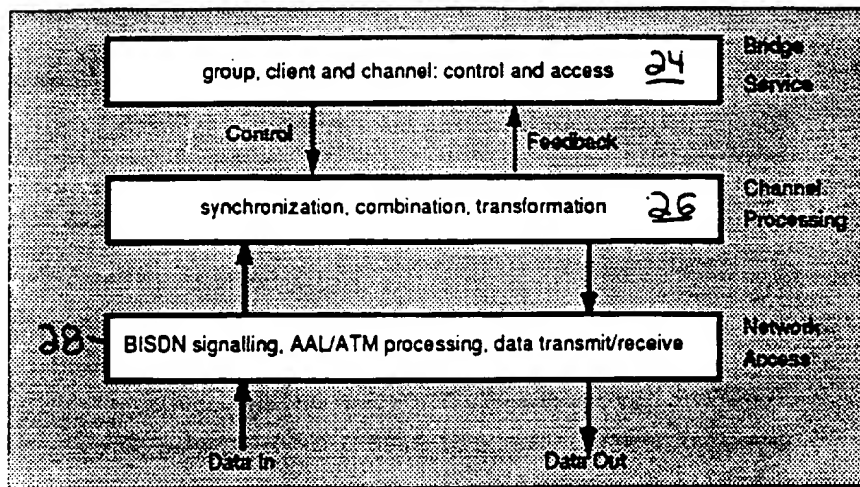 group, client and channel: control and access 24
Bridge
Service
Control
Feedback
synchronization, combination, transformation 26
Channel
Processing
28
BISDN signalling, AAL/ATM processing, data transmit/receive
Network
Access
Data In
Data Out